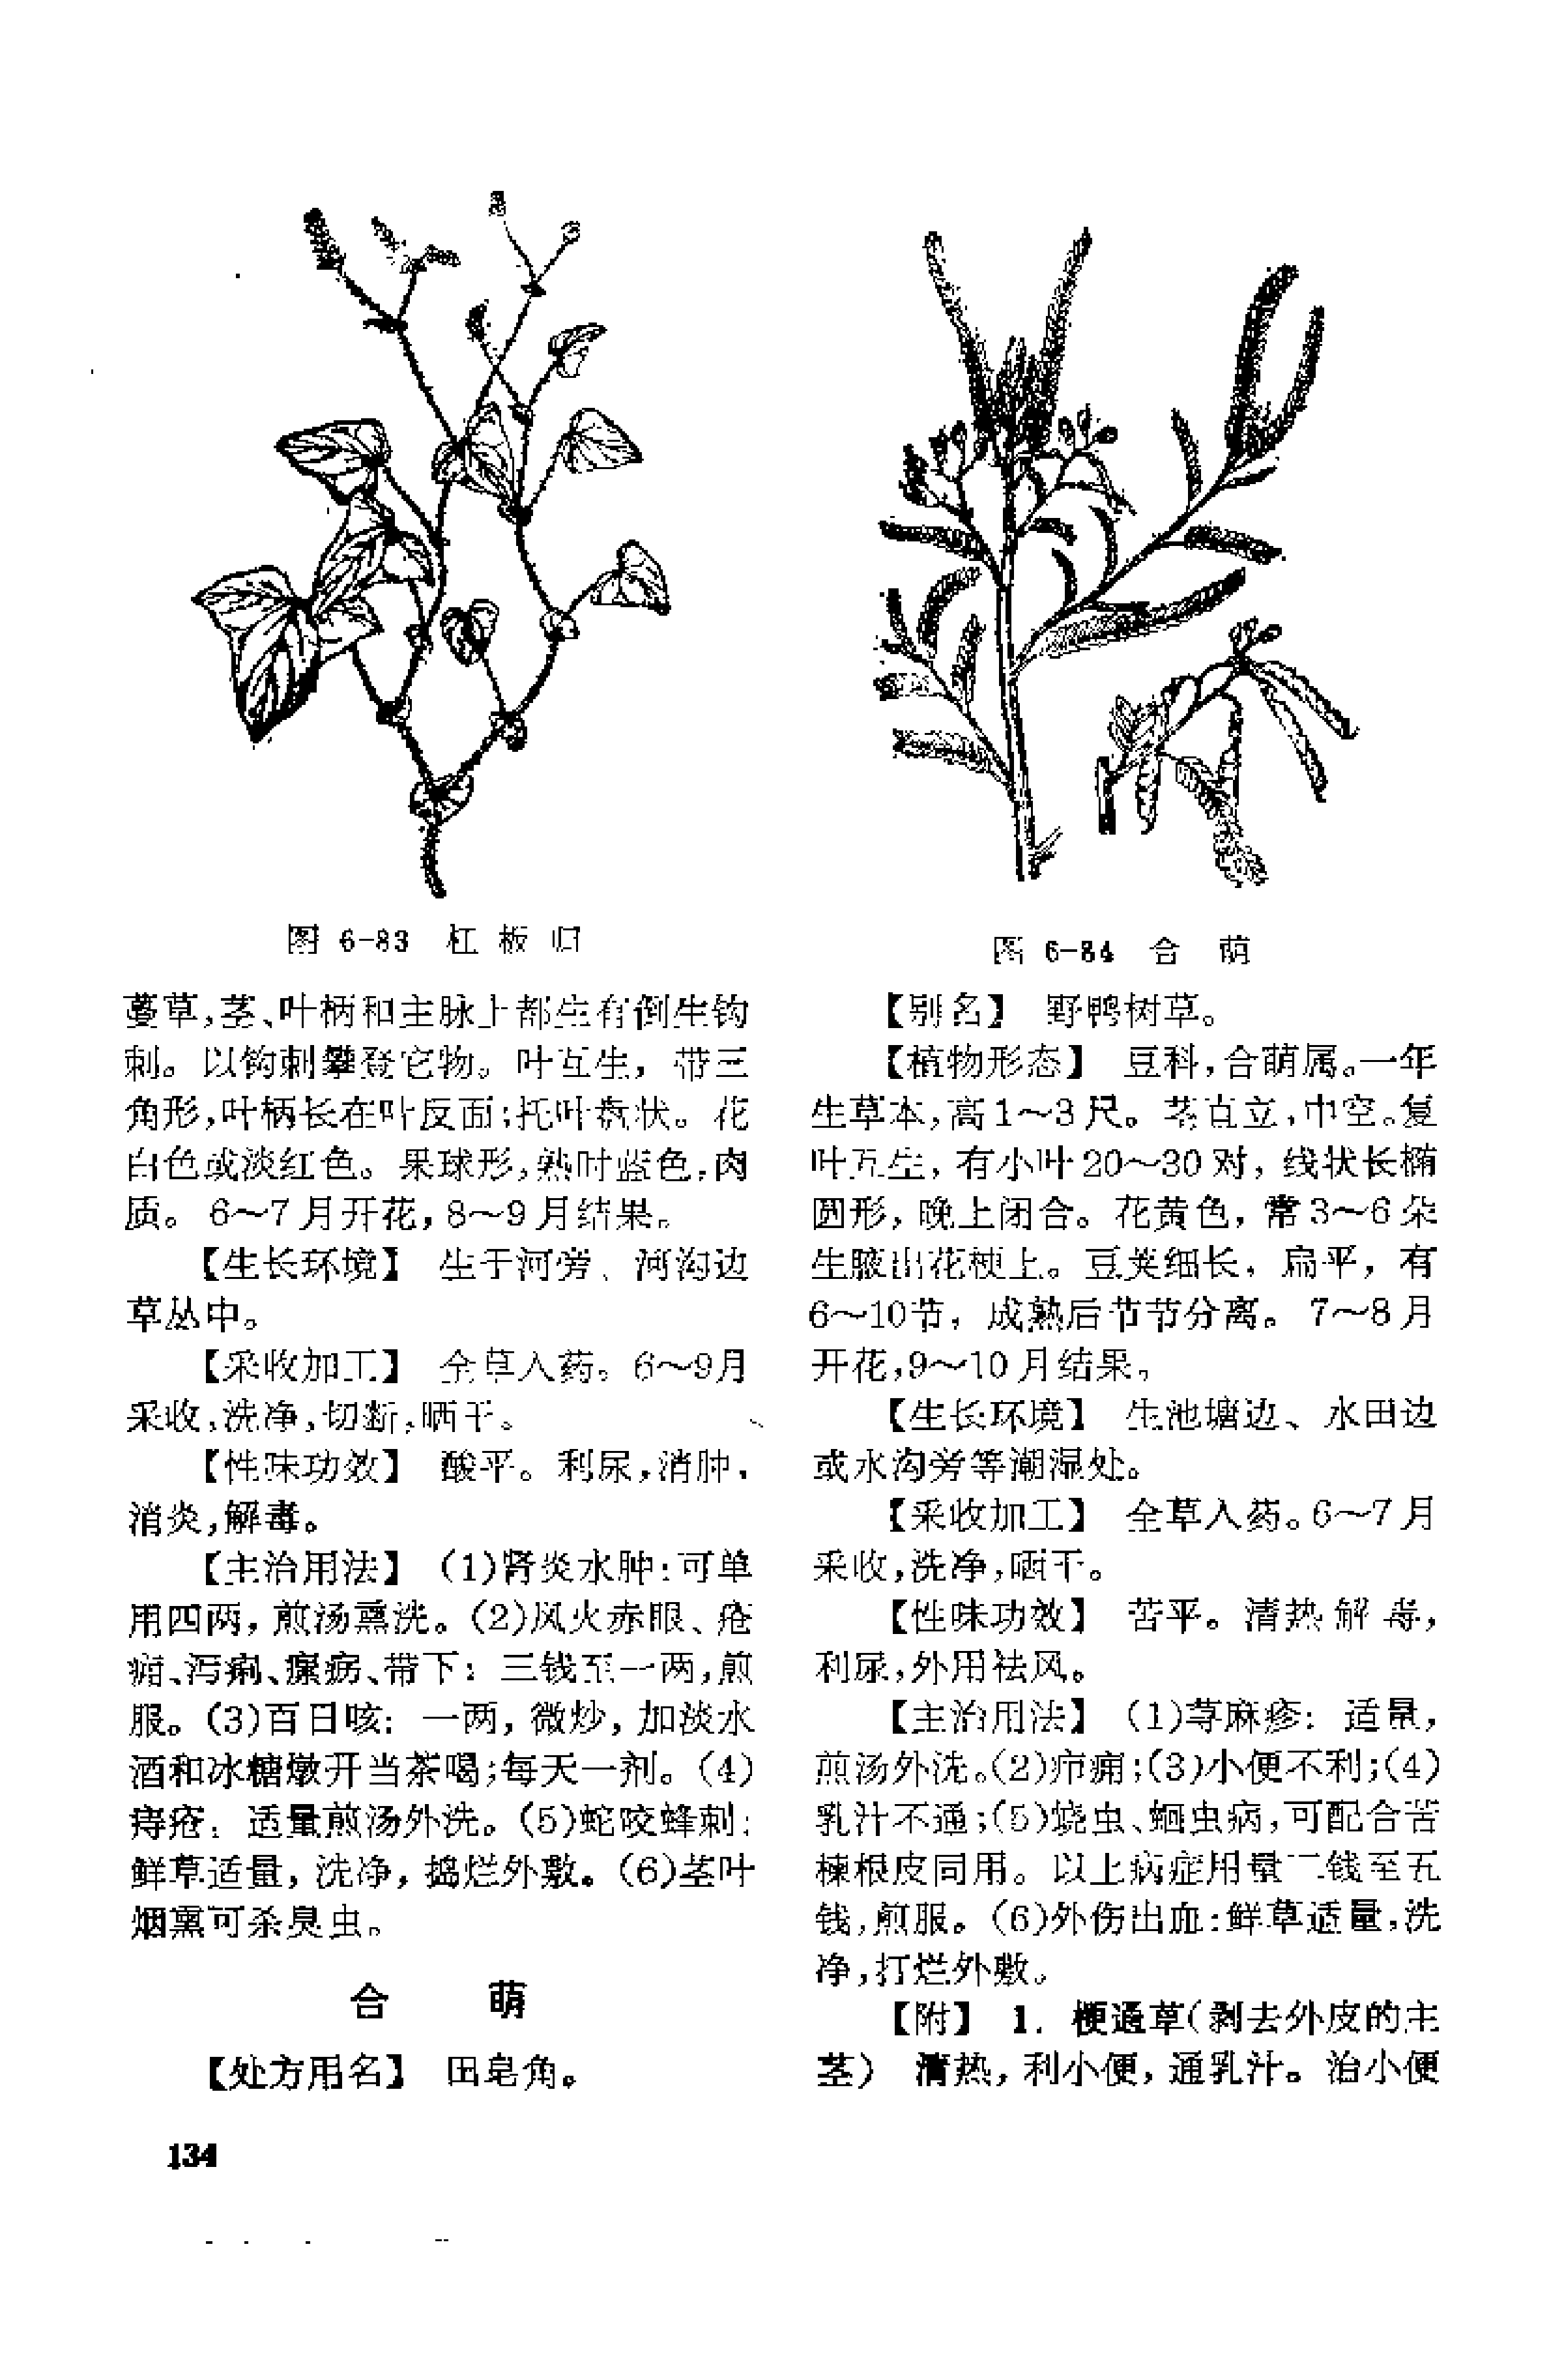 图 6-83 杠 板 归
蔓草,茎、叶柄和主脉上都生有倒生钩
刺。以钩刺攀登它物。叶互生,带三
角形,叶柄长在叶反面;托叶盘状。花
白色或淡红色。果球形,熟时蓝色,肉
质。6～7月开花,8～9月结果。
【生长环境】 生于河旁、河沟边
草丛中。
【采收加工】 全草入药。6～9月
采收,洗净,切断,晒干。
【性味功效】 酸平。利尿,消肿,
消炎,解毒。
【主治用法】 (1)肾炎水肿:可单
用四两,煎汤熏洗。(2)风火赤眼、疮
疖、泻痢、瘰疬、带下:三钱至一两,煎
服。(3)百日咳:一两,微炒,加淡水
酒和冰糖燉开当茶喝;每天一剂。(4)
痔疮:适量煎汤外洗。(5)蛇咬蜂刺:
鲜草适量,洗净,捣烂外敷。(6)茎叶
烟熏可杀臭虫。
合 萌
【处方用名】 田皂角。
134
图 6-84 合 萌
【别名】 野鸭树草。
【植物形态】 豆科,合萌属。一年
生草本,高1～3尺。茎直立,中空。复
叶互生,有小叶20～30对,线状长椭
圆形,晚上闭合。花黄色,常3～6朵
生腋出花梗上。豆荚细长,扁平,有
6～10节,成熟后节节分离。7～8月
开花,9～10月结果。
【生长环境】 生池塘边、水田边
或水沟旁等潮湿处。
【采收加工】 全草入药。6～7月
采收,洗净,晒干。
【性味功效】 苦平。清热解毒,
利尿,外用祛风。
【主治用法】 (1)荨麻疹:适量,
煎汤外洗。(2)疖痈;(3)小便不利;(4)
乳汁不通;(5)蛲虫、蛔虫病,可配合苦
楝根皮同用。以上病症用量二钱至五
钱,煎服。(6)外伤出血:鲜草适量,洗
净,打烂外敷。
【附】 1. 梗通草(剥去外皮的主
茎) 清热,利小便,通乳汁。治小便